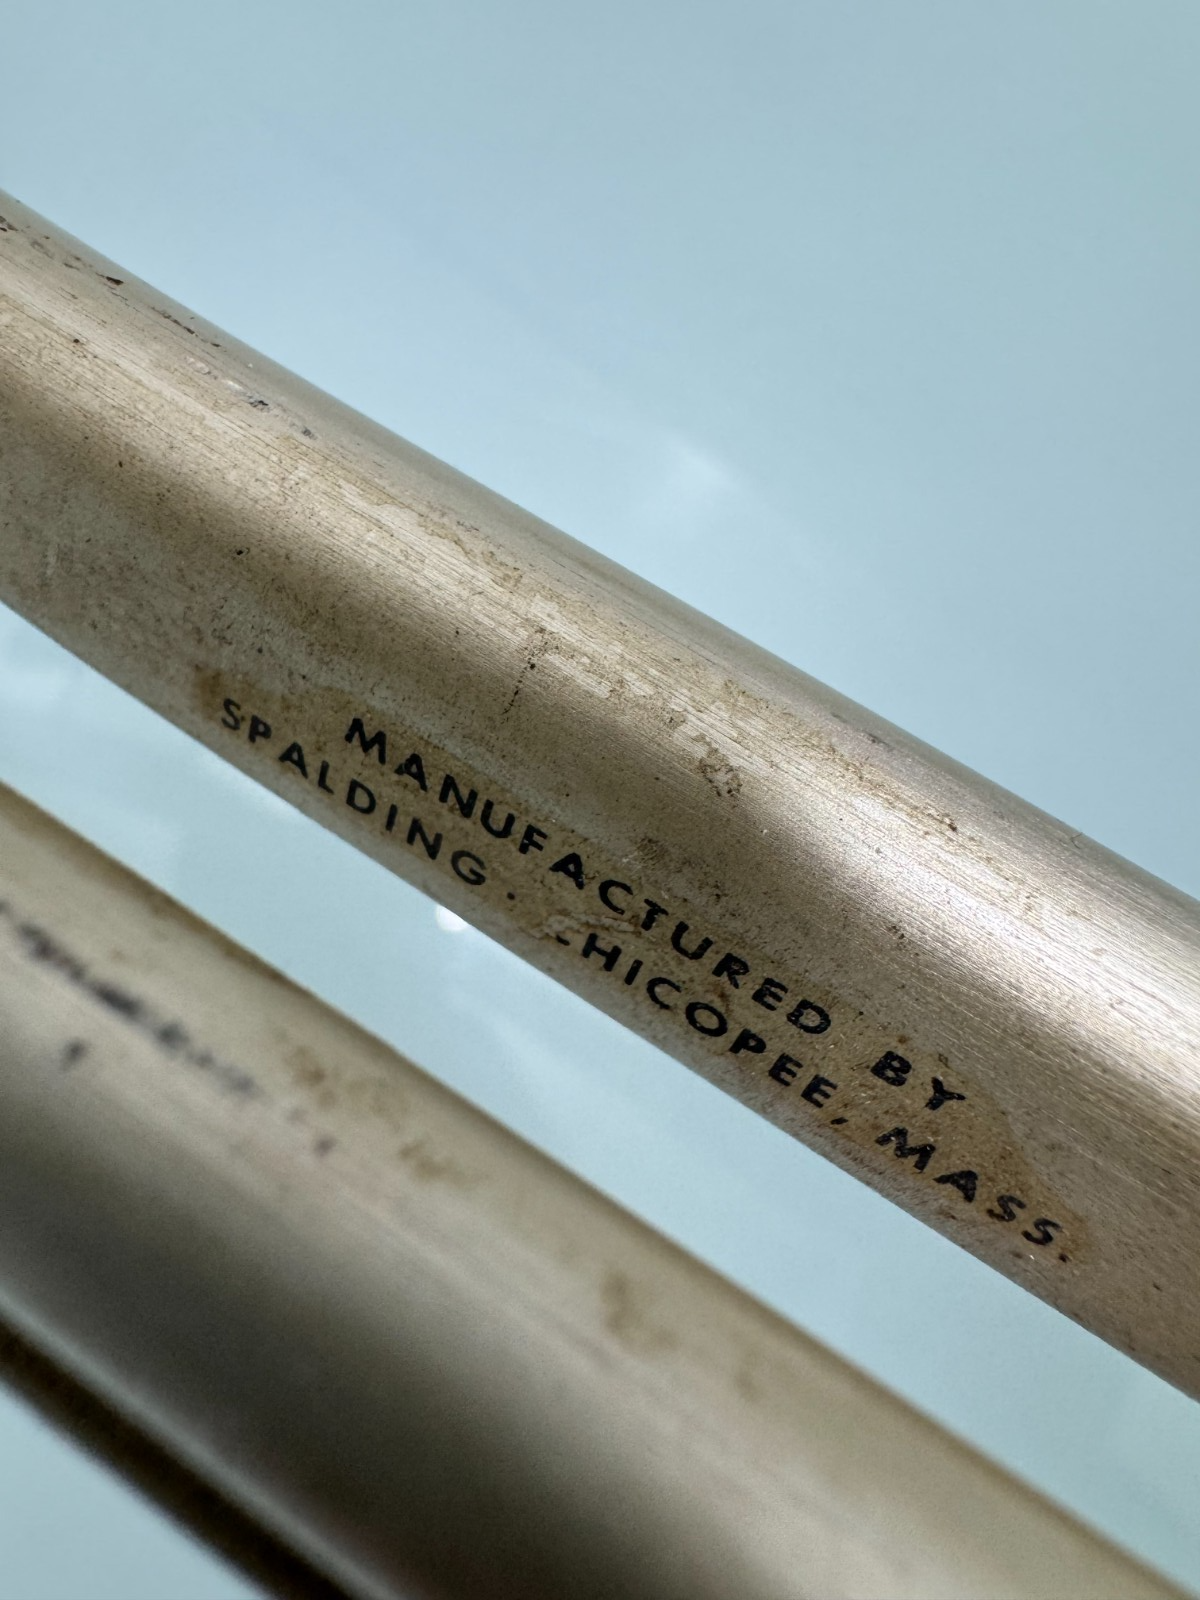 MANUFACTURED BY
SPALDING · CHICOPEE, MASS.